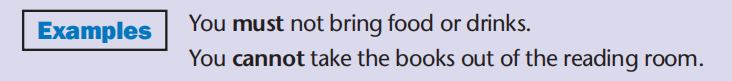 Examples
You must not bring food or drinks.
You cannot take the books out of the reading room.